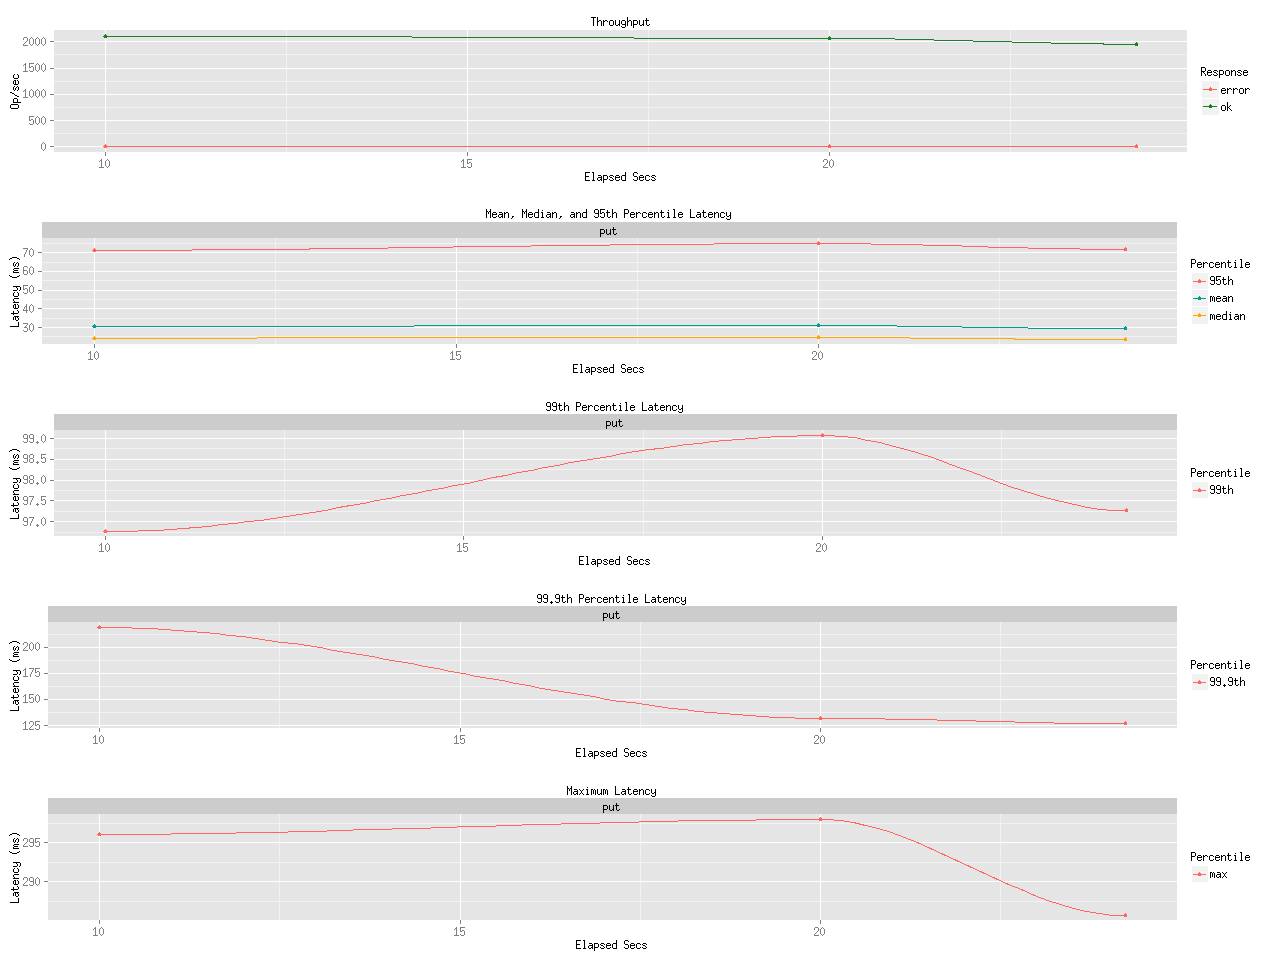 Throughput
2000
1500
1000
500
0
Op/sec
10
15
20
Elapsed Secs
Response
error
ok
Mean, Median, and 95th Percentile Latency
put
70
60
50
40
30
Latency (ms)
10
15
20
Elapsed Secs
Percentile
95th
mean
median
99th Percentile Latency
put
99.0
98.5
98.0
97.5
97.0
Latency (ms)
10
15
20
Elapsed Secs
Percentile
99th
99.9th Percentile Latency
put
200
175
150
125
Latency (ms)
10
15
20
Elapsed Secs
Percentile
99.9th
Maximum Latency
put
295
290
Latency (ms)
10
15
20
Elapsed Secs
Percentile
max